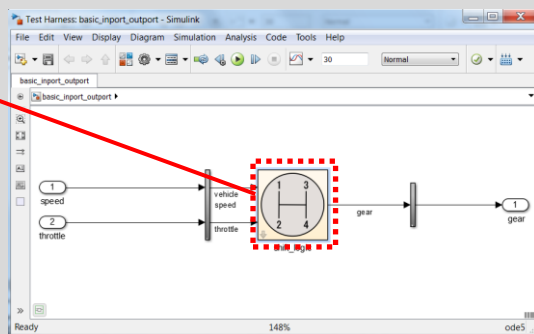 Test Harness: basic_inport_outport - Simulink
File Edit View Display Diagram Simulation Analysis Code Tools Help
30 Normal
basic_inport_outport
basic_inport_outport
1 speed
2 throttle
vehicle speed
throttle
1 3
2 4
shift_logic
gear
1
gear
Ready 148% ode5